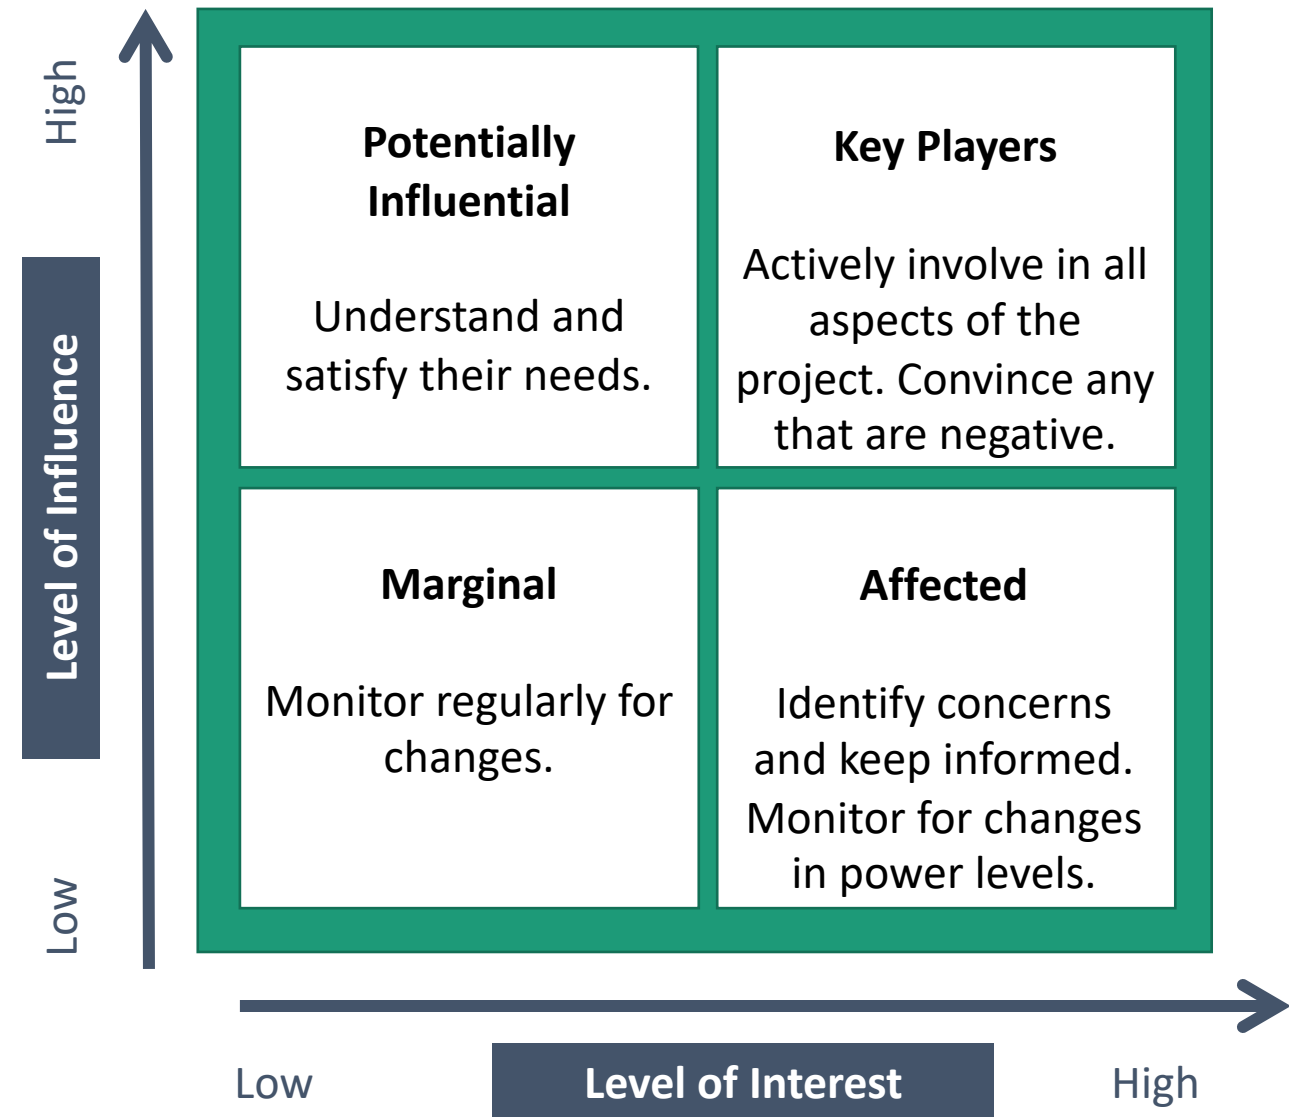 High
Level of Influence
Low
Potentially
Influential
Understand and
satisfy their needs.
Key Players
Actively involve in all
aspects of the
project. Convince any
that are negative.
Marginal
Monitor regularly for
changes.
Affected
Identify concerns
and keep informed.
Monitor for changes
in power levels.
Low
Level of Interest
High